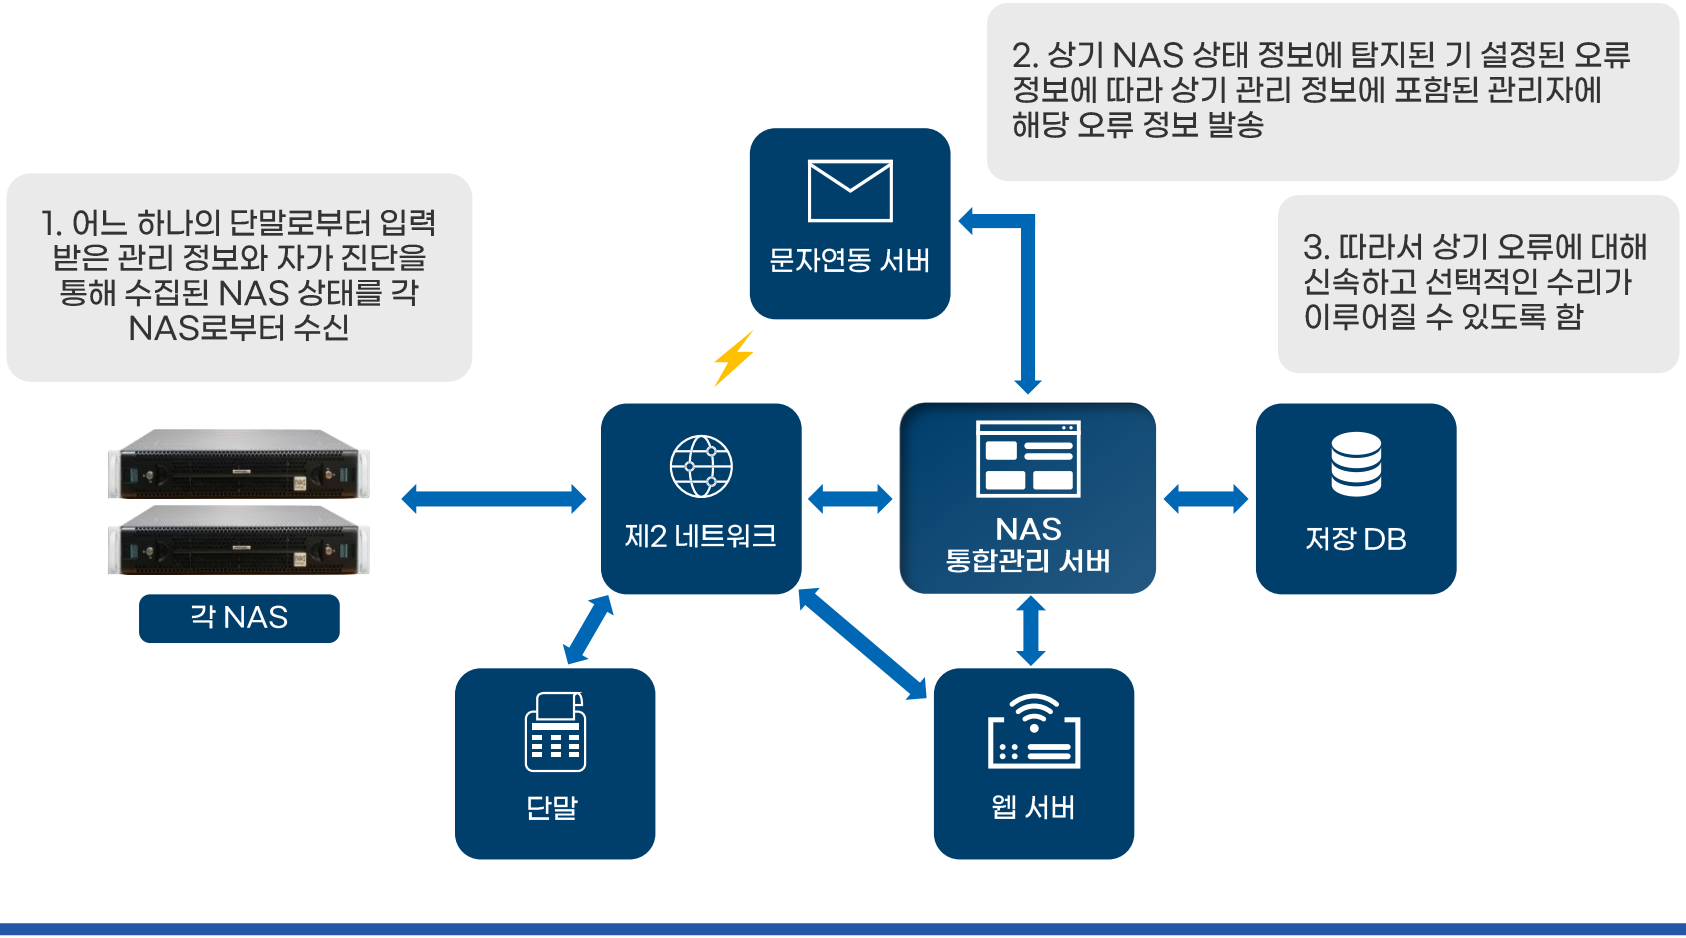 2. 상기 NAS 상태 정보에 탐지된 기 설정된 오류
정보에 따라 상기 관리 정보에 포함된 관리자에
해당 오류 정보 발송
1. 어느 하나의 단말로부터 입력
받은 관리 정보와 자가 진단을
통해 수집된 NAS 상태를 각
NAS로부터 수신
3. 따라서 상기 오류에 대해
신속하고 선택적인 수리가
이루어질 수 있도록 함
문자연동 서버
제2 네트워크
NAS
통합관리 서버
저장 DB
각 NAS
단말
웹 서버